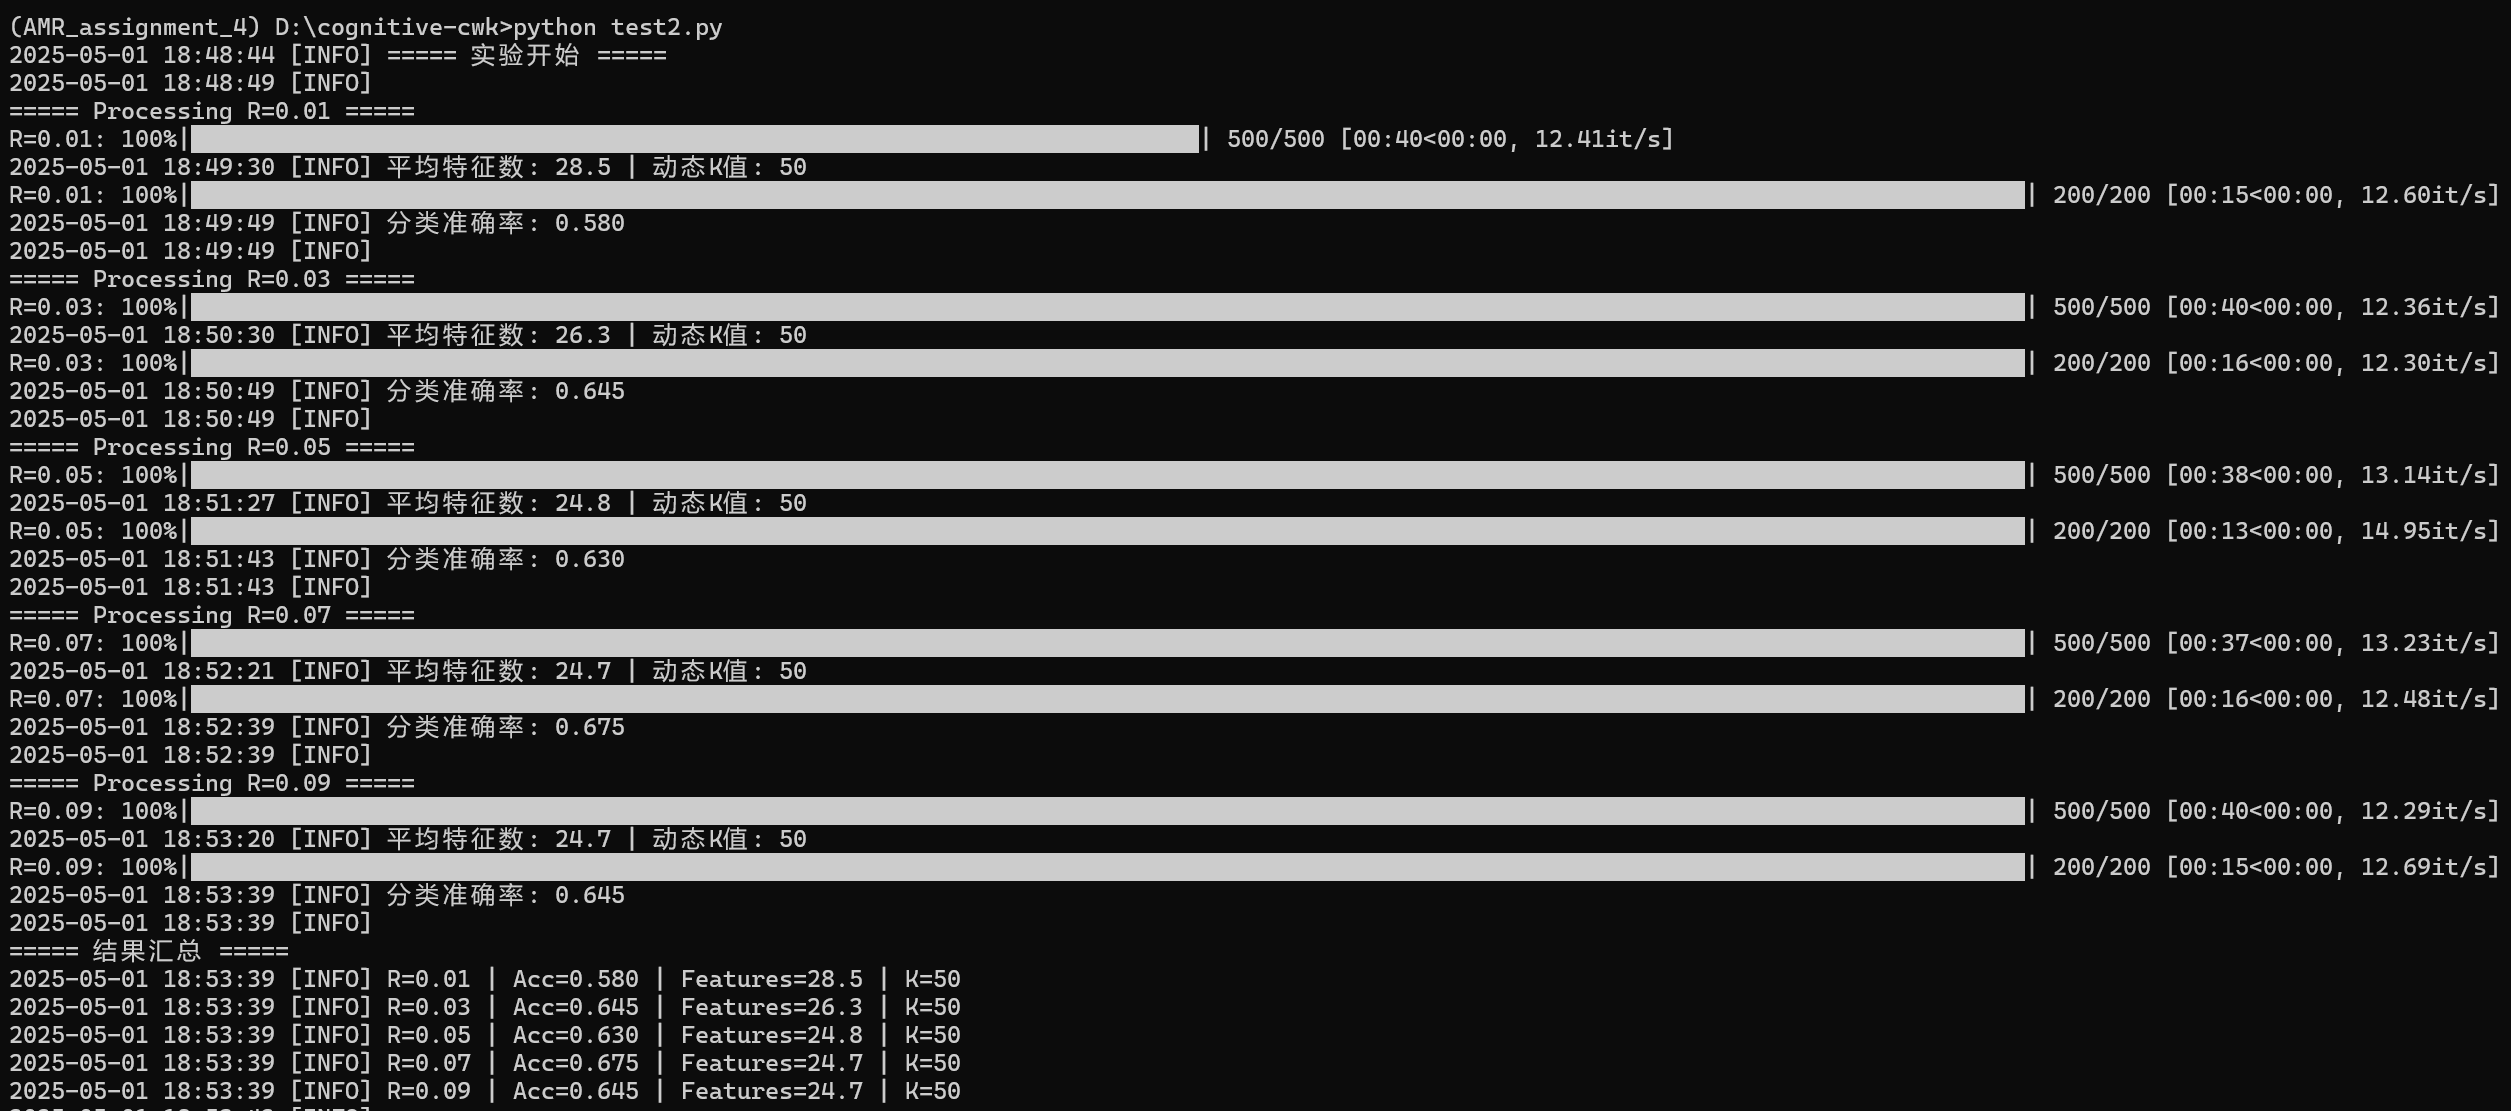 (AMR_assignment_4) D:\cognitive-cwk>python test2.py
2025-05-01 18:48:44 [INFO] ===== 实验开始 =====
2025-05-01 18:48:49 [INFO]
===== Processing R=0.01 =====
R=0.01: 100%|| 500/500 [00:40<00:00, 12.41it/s]
2025-05-01 18:49:30 [INFO] 平均特征数: 28.5 | 动态K值: 50
R=0.01: 100%|| 200/200 [00:15<00:00, 12.60it/s]
2025-05-01 18:49:49 [INFO] 分类准确率: 0.580
2025-05-01 18:49:49 [INFO]
===== Processing R=0.03 =====
R=0.03: 100%|| 500/500 [00:40<00:00, 12.36it/s]
2025-05-01 18:50:30 [INFO] 平均特征数: 26.3 | 动态K值: 50
R=0.03: 100%|| 200/200 [00:16<00:00, 12.30it/s]
2025-05-01 18:50:49 [INFO] 分类准确率: 0.645
2025-05-01 18:50:49 [INFO]
===== Processing R=0.05 =====
R=0.05: 100%|| 500/500 [00:38<00:00, 13.14it/s]
2025-05-01 18:51:27 [INFO] 平均特征数: 24.8 | 动态K值: 50
R=0.05: 100%|| 200/200 [00:13<00:00, 14.95it/s]
2025-05-01 18:51:43 [INFO] 分类准确率: 0.630
2025-05-01 18:51:43 [INFO]
===== Processing R=0.07 =====
R=0.07: 100%|| 500/500 [00:37<00:00, 13.23it/s]
2025-05-01 18:52:21 [INFO] 平均特征数: 24.7 | 动态K值: 50
R=0.07: 100%|| 200/200 [00:16<00:00, 12.48it/s]
2025-05-01 18:52:39 [INFO] 分类准确率: 0.675
2025-05-01 18:52:39 [INFO]
===== Processing R=0.09 =====
R=0.09: 100%|| 500/500 [00:40<00:00, 12.29it/s]
2025-05-01 18:53:20 [INFO] 平均特征数: 24.7 | 动态K值: 50
R=0.09: 100%|| 200/200 [00:15<00:00, 12.69it/s]
2025-05-01 18:53:39 [INFO] 分类准确率: 0.645
2025-05-01 18:53:39 [INFO]
===== 结果汇总 =====
2025-05-01 18:53:39 [INFO] R=0.01 | Acc=0.580 | Features=28.5 | K=50
2025-05-01 18:53:39 [INFO] R=0.03 | Acc=0.645 | Features=26.3 | K=50
2025-05-01 18:53:39 [INFO] R=0.05 | Acc=0.630 | Features=24.8 | K=50
2025-05-01 18:53:39 [INFO] R=0.07 | Acc=0.675 | Features=24.7 | K=50
2025-05-01 18:53:39 [INFO] R=0.09 | Acc=0.645 | Features=24.7 | K=50